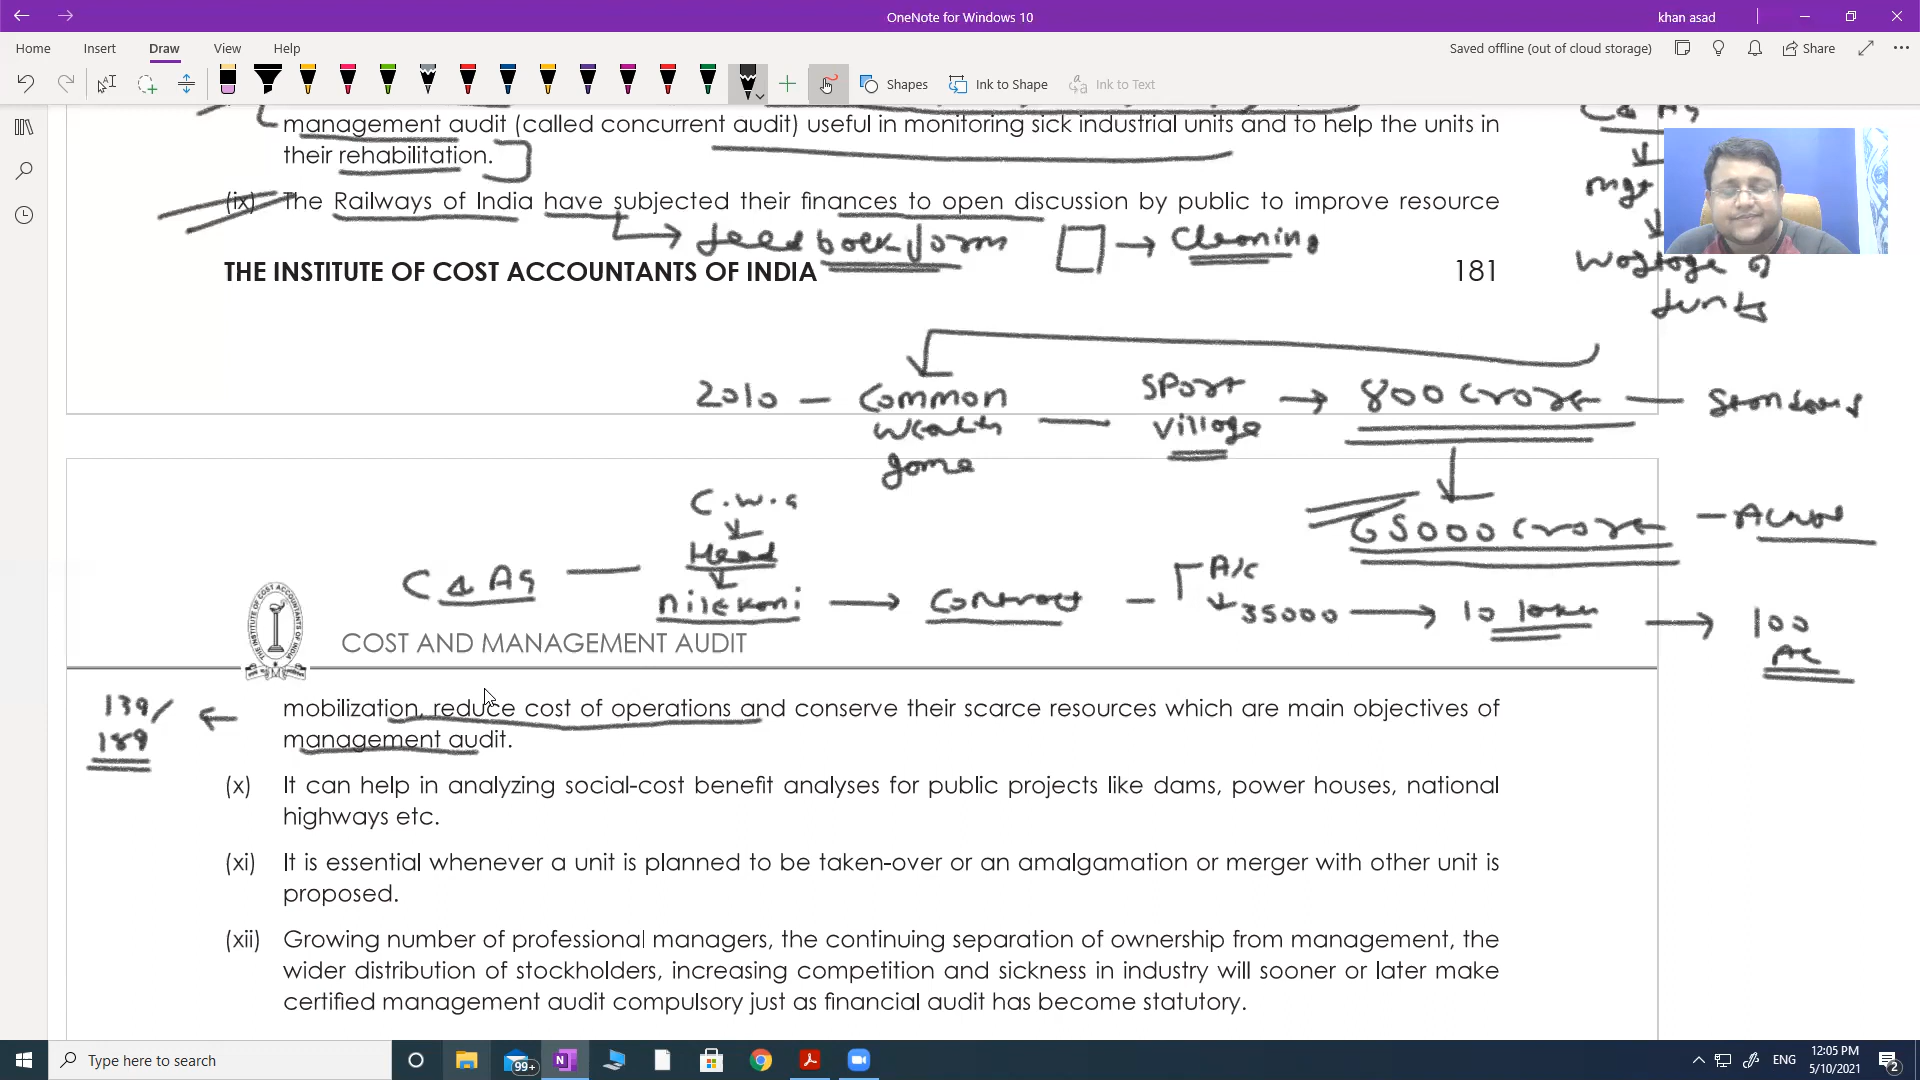 OneNote for Windows 10
khan asad
Home Insert Draw View Help
Saved offline (out of cloud storage)
Share
Shapes
Ink to Shape
Ink to Text
C & AG
management audit (called concurrent audit) useful in monitoring sick industrial units and to help the units in
their rehabilitation.
mgt
(ix) The Railways of India have subjected their finances to open discussion by public to improve resource
feedback form
cleaning
THE INSTITUTE OF COST ACCOUNTANTS OF INDIA
181
wastage of
funds
2010 — Common
wealth
game
sport
village
800 crore
65000 crore
C.W.G
Head
nilekani
C & AG
contract
A/c
35000
100
AC
COST AND MANAGEMENT AUDIT
139/
189
mobilization, reduce cost of operations and conserve their scarce resources which are main objectives of
management audit.
(x) It can help in analyzing social-cost benefit analyses for public projects like dams, power houses, national
highways etc.
(xi) It is essential whenever a unit is planned to be taken-over or an amalgamation or merger with other unit is
proposed.
(xii) Growing number of professional managers, the continuing separation of ownership from management, the
wider distribution of stockholders, increasing competition and sickness in industry will sooner or later make
certified management audit compulsory just as financial audit has become statutory.
Type here to search
99+
ENG
12:05 PM
5/10/2021
2